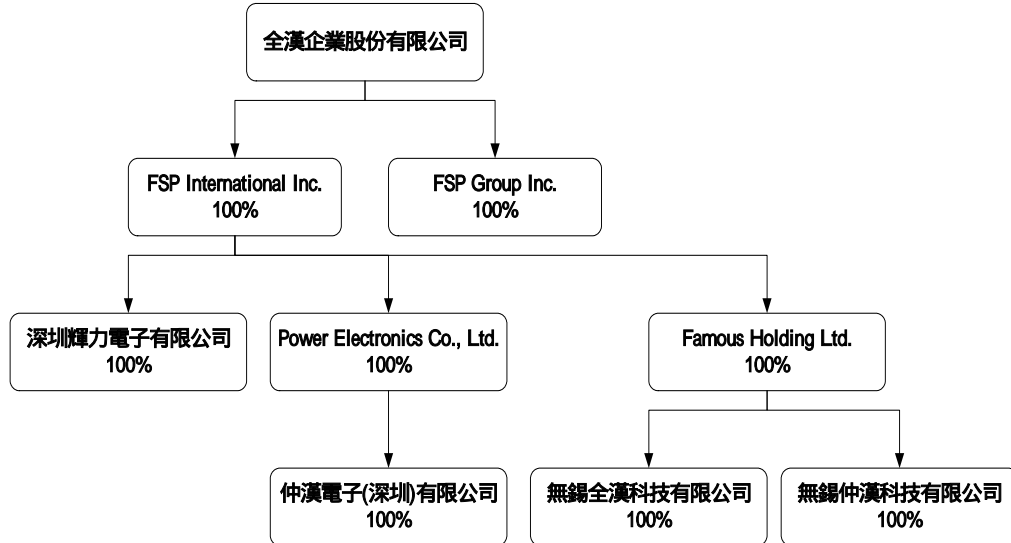 全漢企業股份有限公司
FSP International Inc.
100%
FSP Group Inc.
100%
深圳輝力電子有限公司
100%
Power Electronics Co., Ltd.
100%
Famous Holding Ltd.
100%
仲漢電子(深圳)有限公司
100%
無錫全漢科技有限公司
100%
無錫仲漢科技有限公司
100%